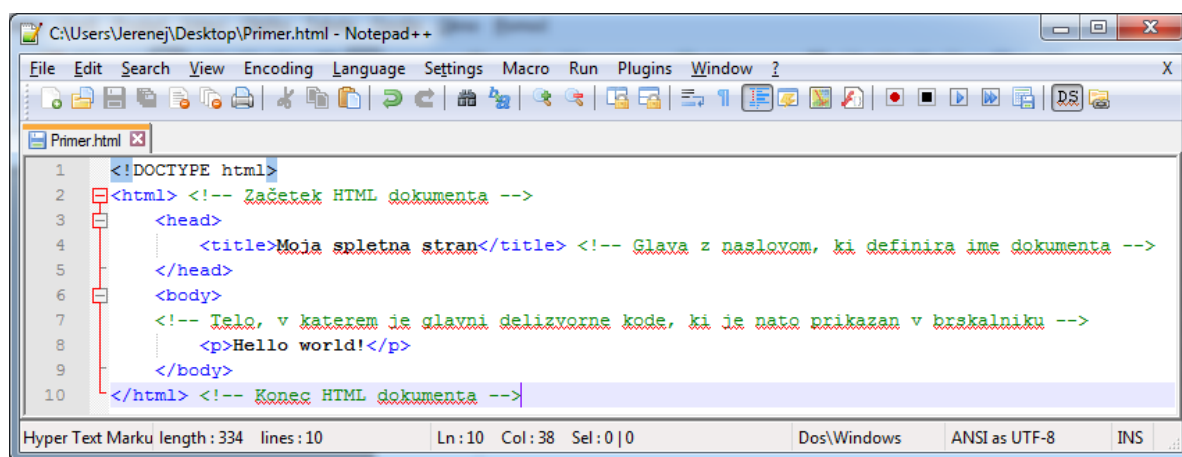 C:\Users\Jerenej\Desktop\Primer.html - Notepad++
File Edit Search View Encoding Language Settings Macro Run Plugins Window ? X
DS
Primer.html
1 <!DOCTYPE html>
2 <html> <!-- Začetek HTML dokumenta -->
3 <head>
4 <title>Moja spletna stran</title> <!-- Glava z naslovom, ki definira ime dokumenta -->
5 </head>
6 <body>
7 <!-- Telo, v katerem je glavni delizvorne kode, ki je nato prikazan v brskalniku -->
8 <p>Hello world!</p>
9 </body>
10 </html> <!-- Konec HTML dokumenta -->
Hyper Text Marku length : 334 lines : 10 Ln : 10 Col : 38 Sel : 0 | 0 Dos\Windows ANSI as UTF-8 INS